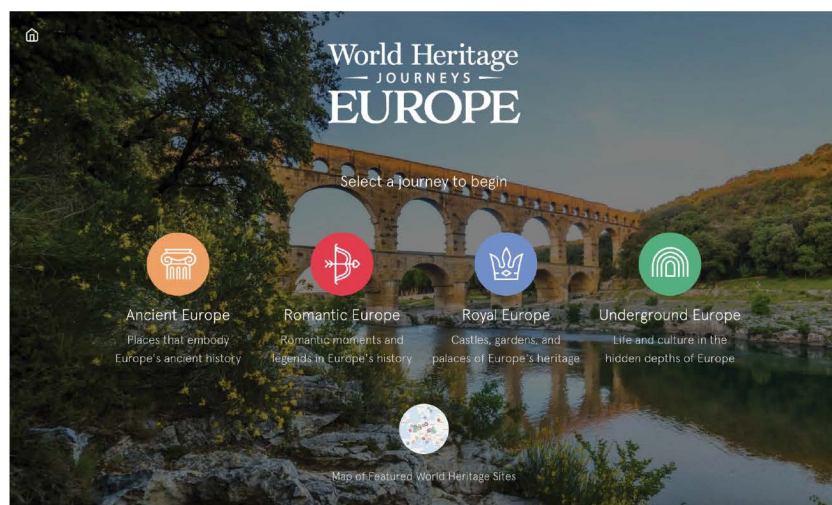 World Heritage
JOURNEYS
EUROPE
Select a journey to begin
Ancient Europe
Places that embody
Europe's ancient history
Romantic Europe
Romantic moments and
legends in Europe's history
Royal Europe
Castles, gardens, and
palaces of Europe's heritage
Underground Europe
Life and culture in the
hidden depths of Europe
Map of Featured World Heritage Sites